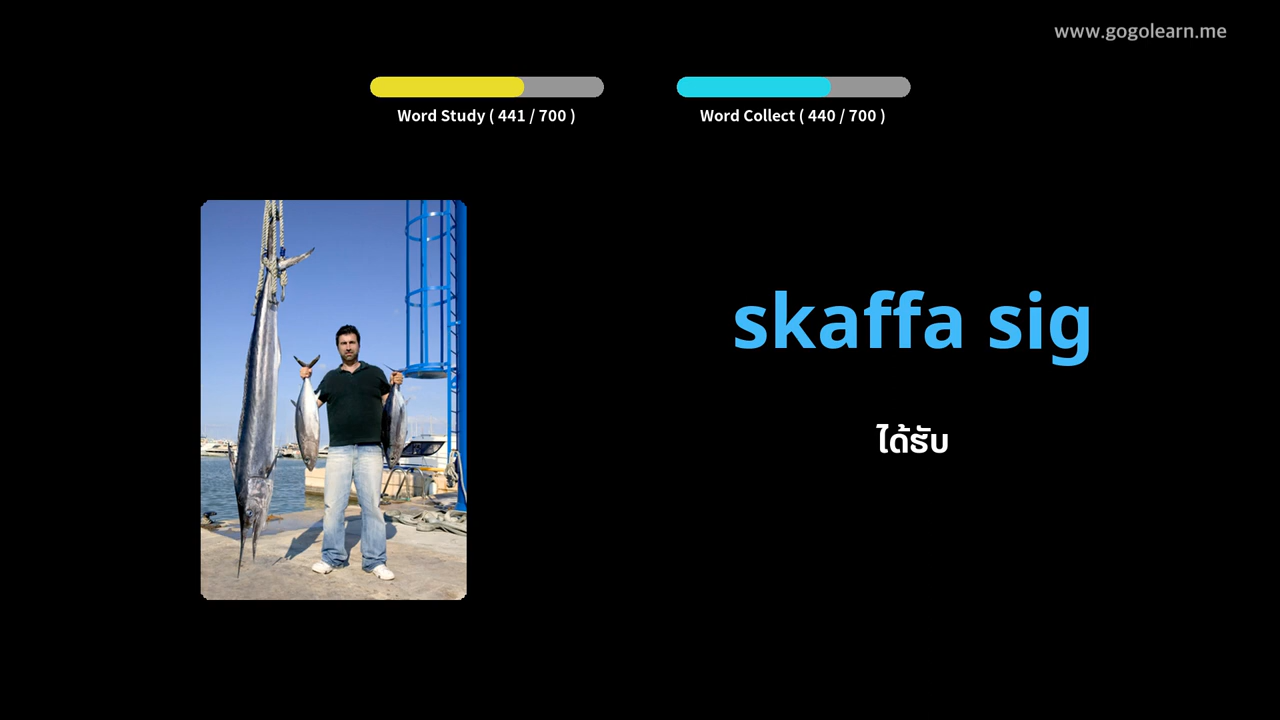 www.gogolearn.me
Word Study ( 441 / 700 )
Word Collect ( 440 / 700 )
skaffa sig
ได้รับ